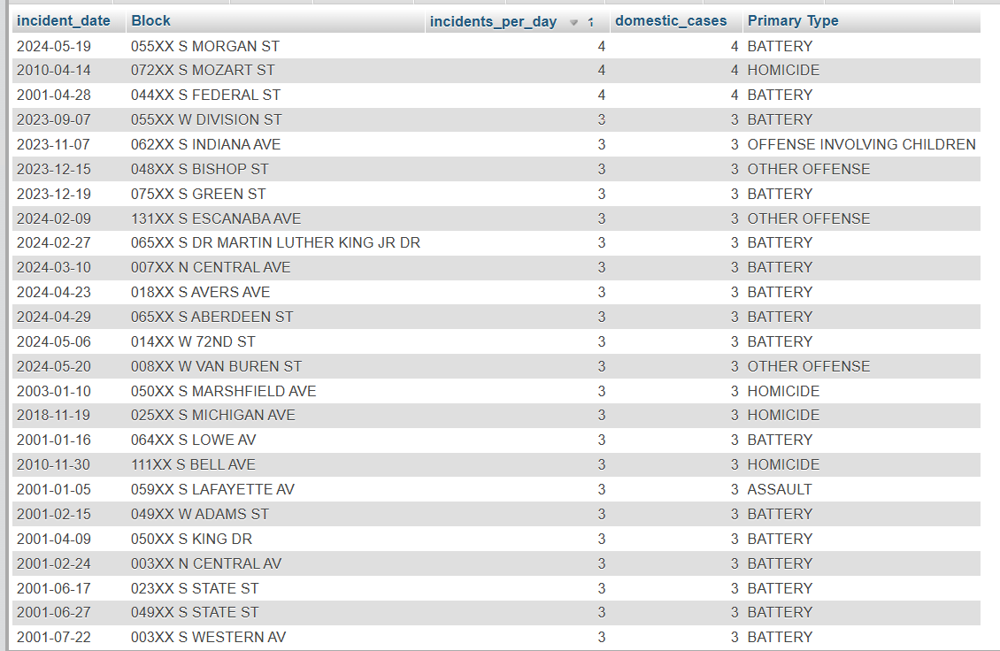 incident_date Block incidents_per_day 1 domestic_cases Primary Type
2024-05-19 055XX S MORGAN ST 4 4 BATTERY
2010-04-14 072XX S MOZART ST 4 4 HOMICIDE
2001-04-28 044XX S FEDERAL ST 4 4 BATTERY
2023-09-07 055XX W DIVISION ST 3 3 BATTERY
2023-11-07 062XX S INDIANA AVE 3 3 OFFENSE INVOLVING CHILDREN
2023-12-15 048XX S BISHOP ST 3 3 OTHER OFFENSE
2023-12-19 075XX S GREEN ST 3 3 BATTERY
2024-02-09 131XX S ESCANABA AVE 3 3 OTHER OFFENSE
2024-02-27 065XX S DR MARTIN LUTHER KING JR DR 3 3 BATTERY
2024-03-10 007XX N CENTRAL AVE 3 3 BATTERY
2024-04-23 018XX S AVERS AVE 3 3 BATTERY
2024-04-29 065XX S ABERDEEN ST 3 3 BATTERY
2024-05-06 014XX W 72ND ST 3 3 BATTERY
2024-05-20 008XX W VAN BUREN ST 3 3 OTHER OFFENSE
2003-01-10 050XX S MARSHFIELD AVE 3 3 HOMICIDE
2018-11-19 025XX S MICHIGAN AVE 3 3 HOMICIDE
2001-01-16 064XX S LOWE AV 3 3 BATTERY
2010-11-30 111XX S BELL AVE 3 3 HOMICIDE
2001-01-05 059XX S LAFAYETTE AV 3 3 ASSAULT
2001-02-15 049XX W ADAMS ST 3 3 BATTERY
2001-04-09 050XX S KING DR 3 3 BATTERY
2001-02-24 003XX N CENTRAL AV 3 3 BATTERY
2001-06-17 023XX S STATE ST 3 3 BATTERY
2001-06-27 049XX S STATE ST 3 3 BATTERY
2001-07-22 003XX S WESTERN AV 3 3 BATTERY